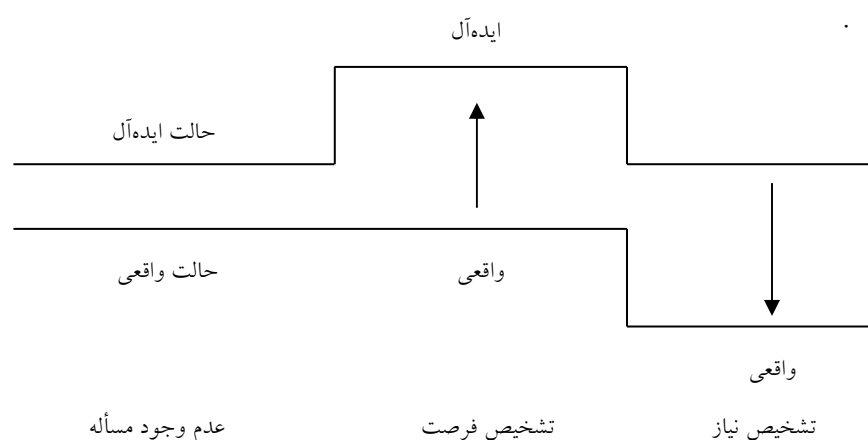 ایده‌آل
.
حالت ایده‌آل
حالت واقعی
واقعی
واقعی
عدم وجود مسأله
تشخیص فرصت
تشخیص نیاز